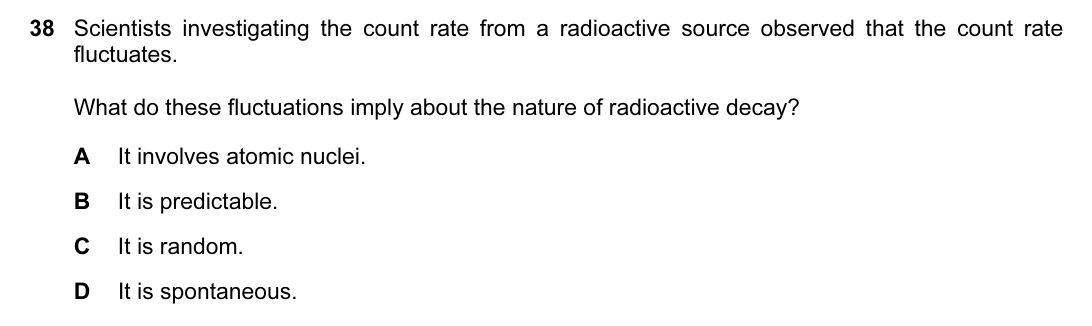 38 Scientists investigating the count rate from a radioactive source observed that the count rate
fluctuates.
What do these fluctuations imply about the nature of radioactive decay?
A It involves atomic nuclei.
B It is predictable.
C It is random.
D It is spontaneous.